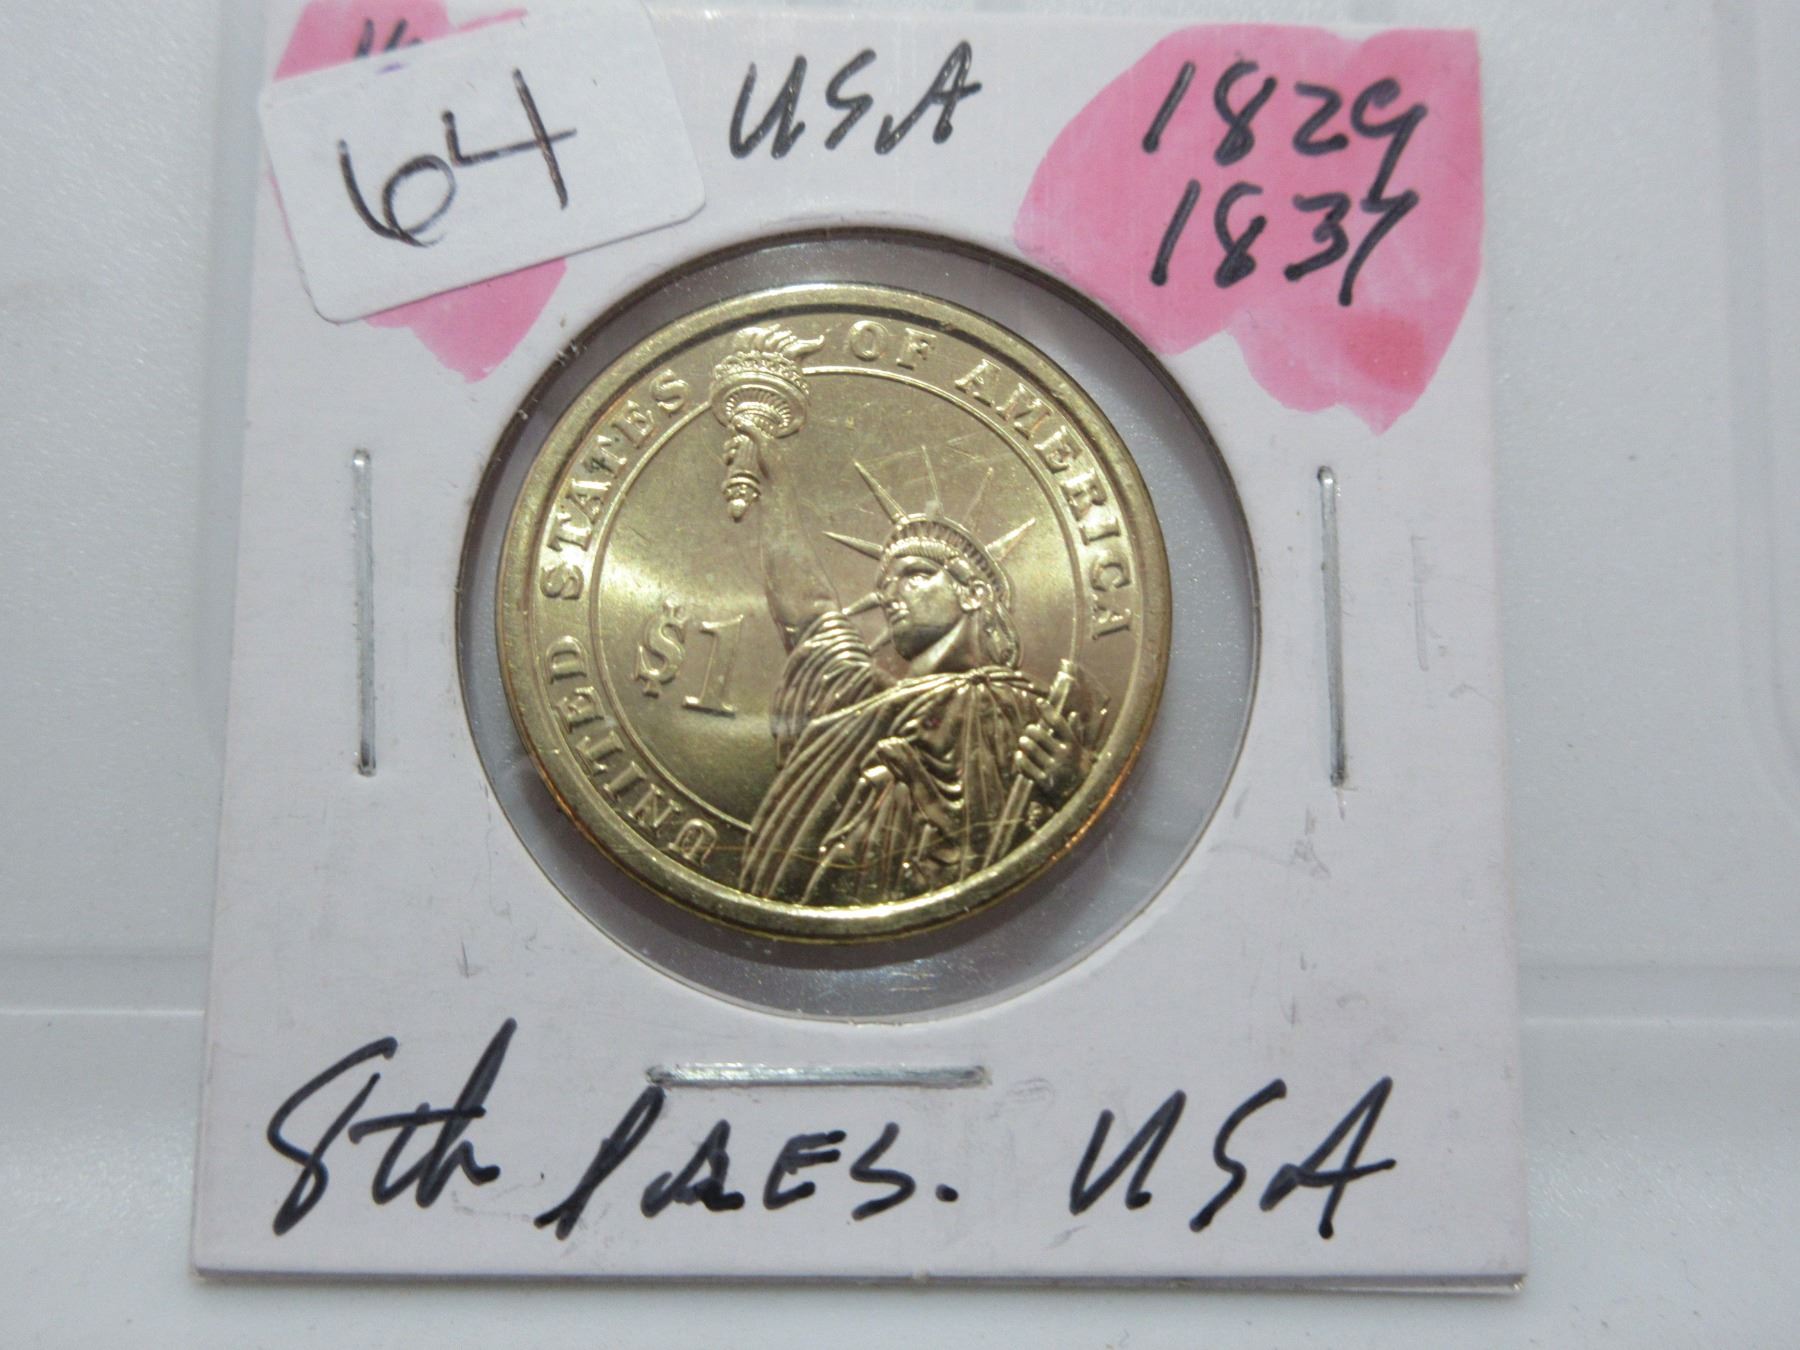 64
USA
1829
1837
UNITED STATES OF AMERICA
$1
8th PRES. USA